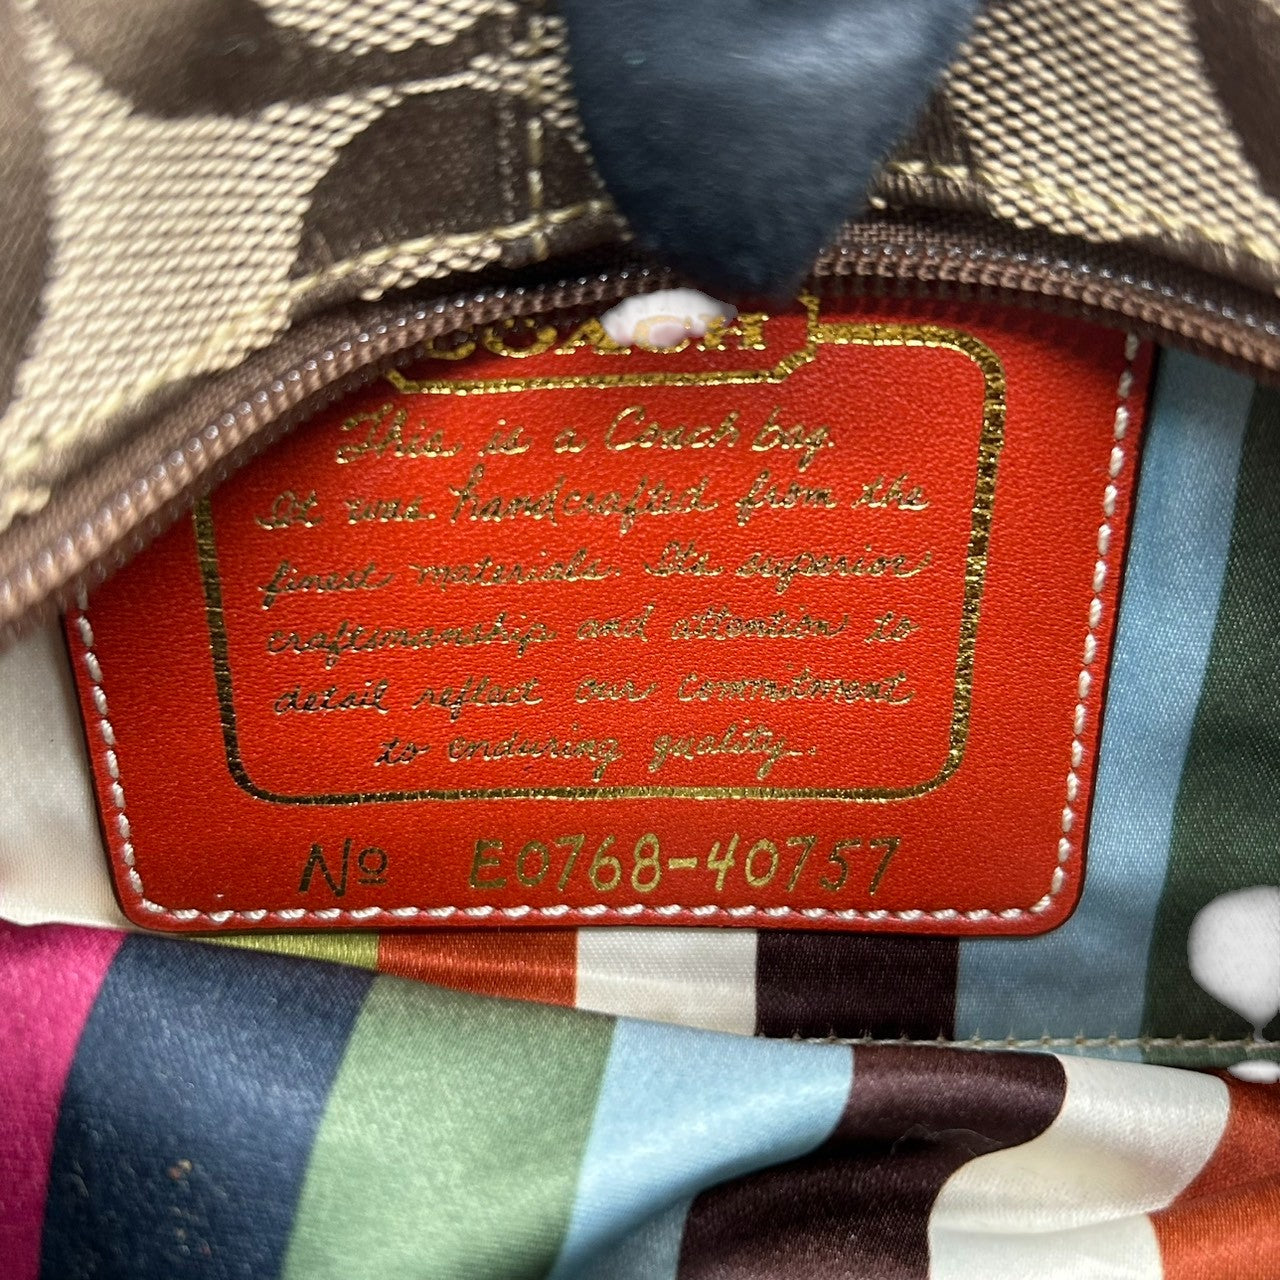 COACH
This is a Coach bag.
It was handcrafted from the
finest materials. Its superior
craftsmanship and attention to
detail reflect our commitment
to enduring quality.
No E0768-40757